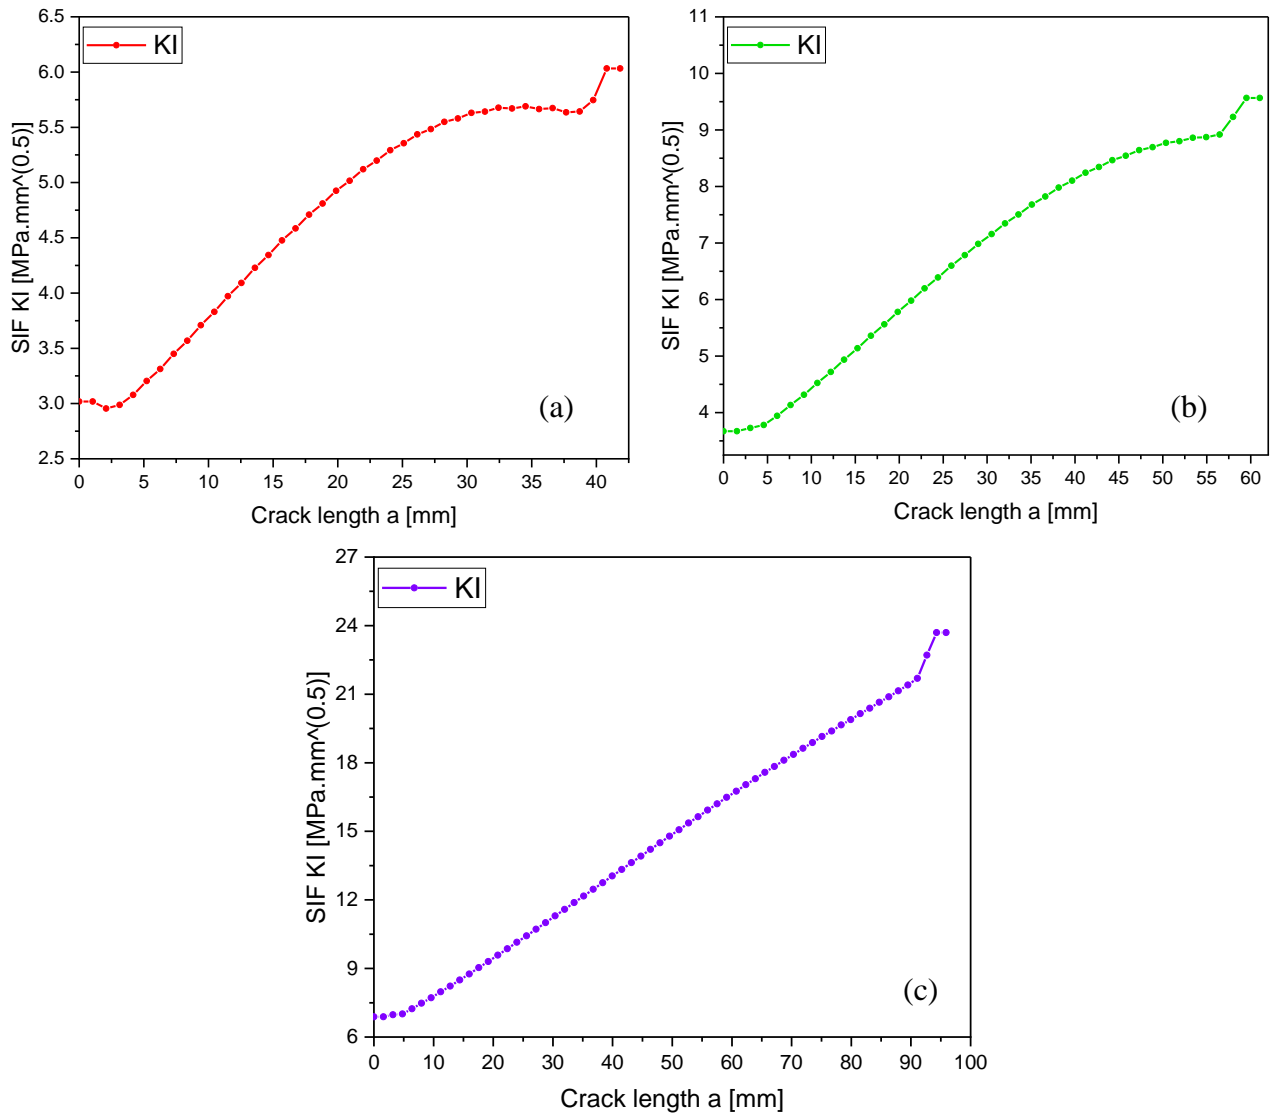 KI
SIF KI [MPa.mm^(0.5)]
6.5
6.0
5.5
5.0
4.5
4.0
3.5
3.0
2.5
(a)
0 5 10 15 20 25 30 35 40
Crack length a [mm]
KI
SIF KI [MPa.mm^(0.5)]
11
10
9
8
7
6
5
4
(b)
0 5 10 15 20 25 30 35 40 45 50 55 60
Crack length a [mm]
KI
SIF KI [MPa.mm^(0.5)]
27
24
21
18
15
12
9
6
(c)
0 10 20 30 40 50 60 70 80 90 100
Crack length a [mm]